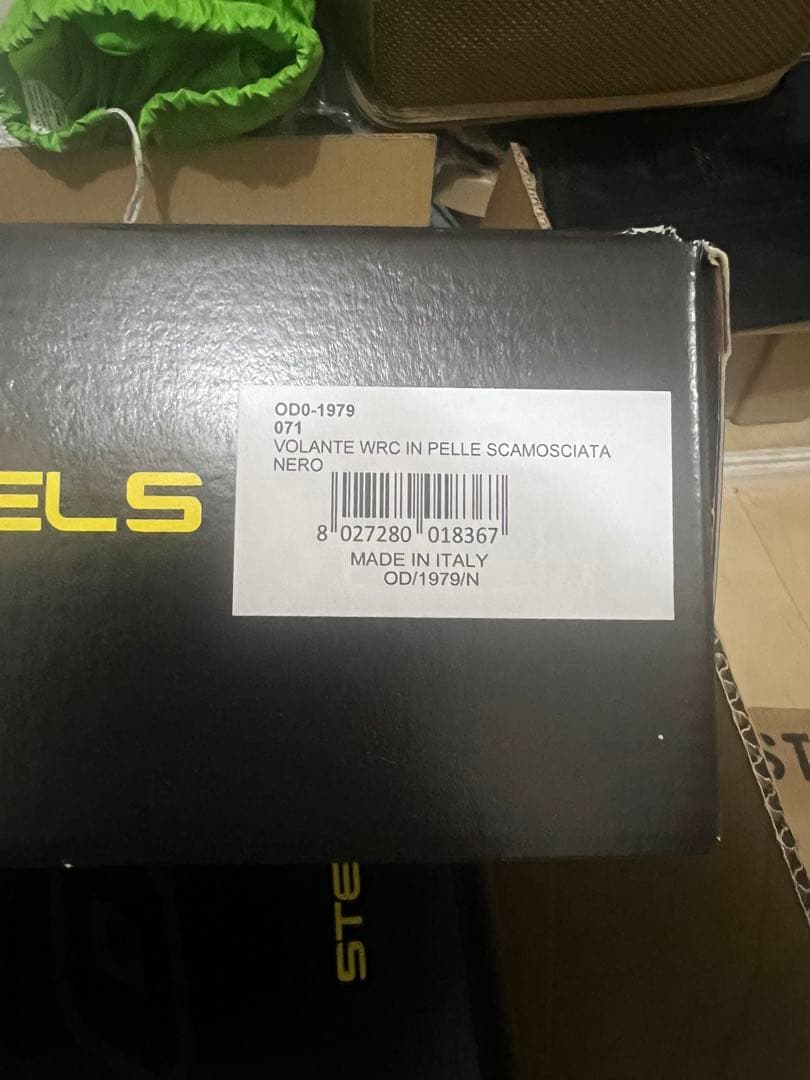 OD0-1979
071
VOLANTE WRC IN PELLE SCAMOSCIATA
NERO
8 027280 018367
MADE IN ITALY
OD/1979/N
ELS
STE
ST